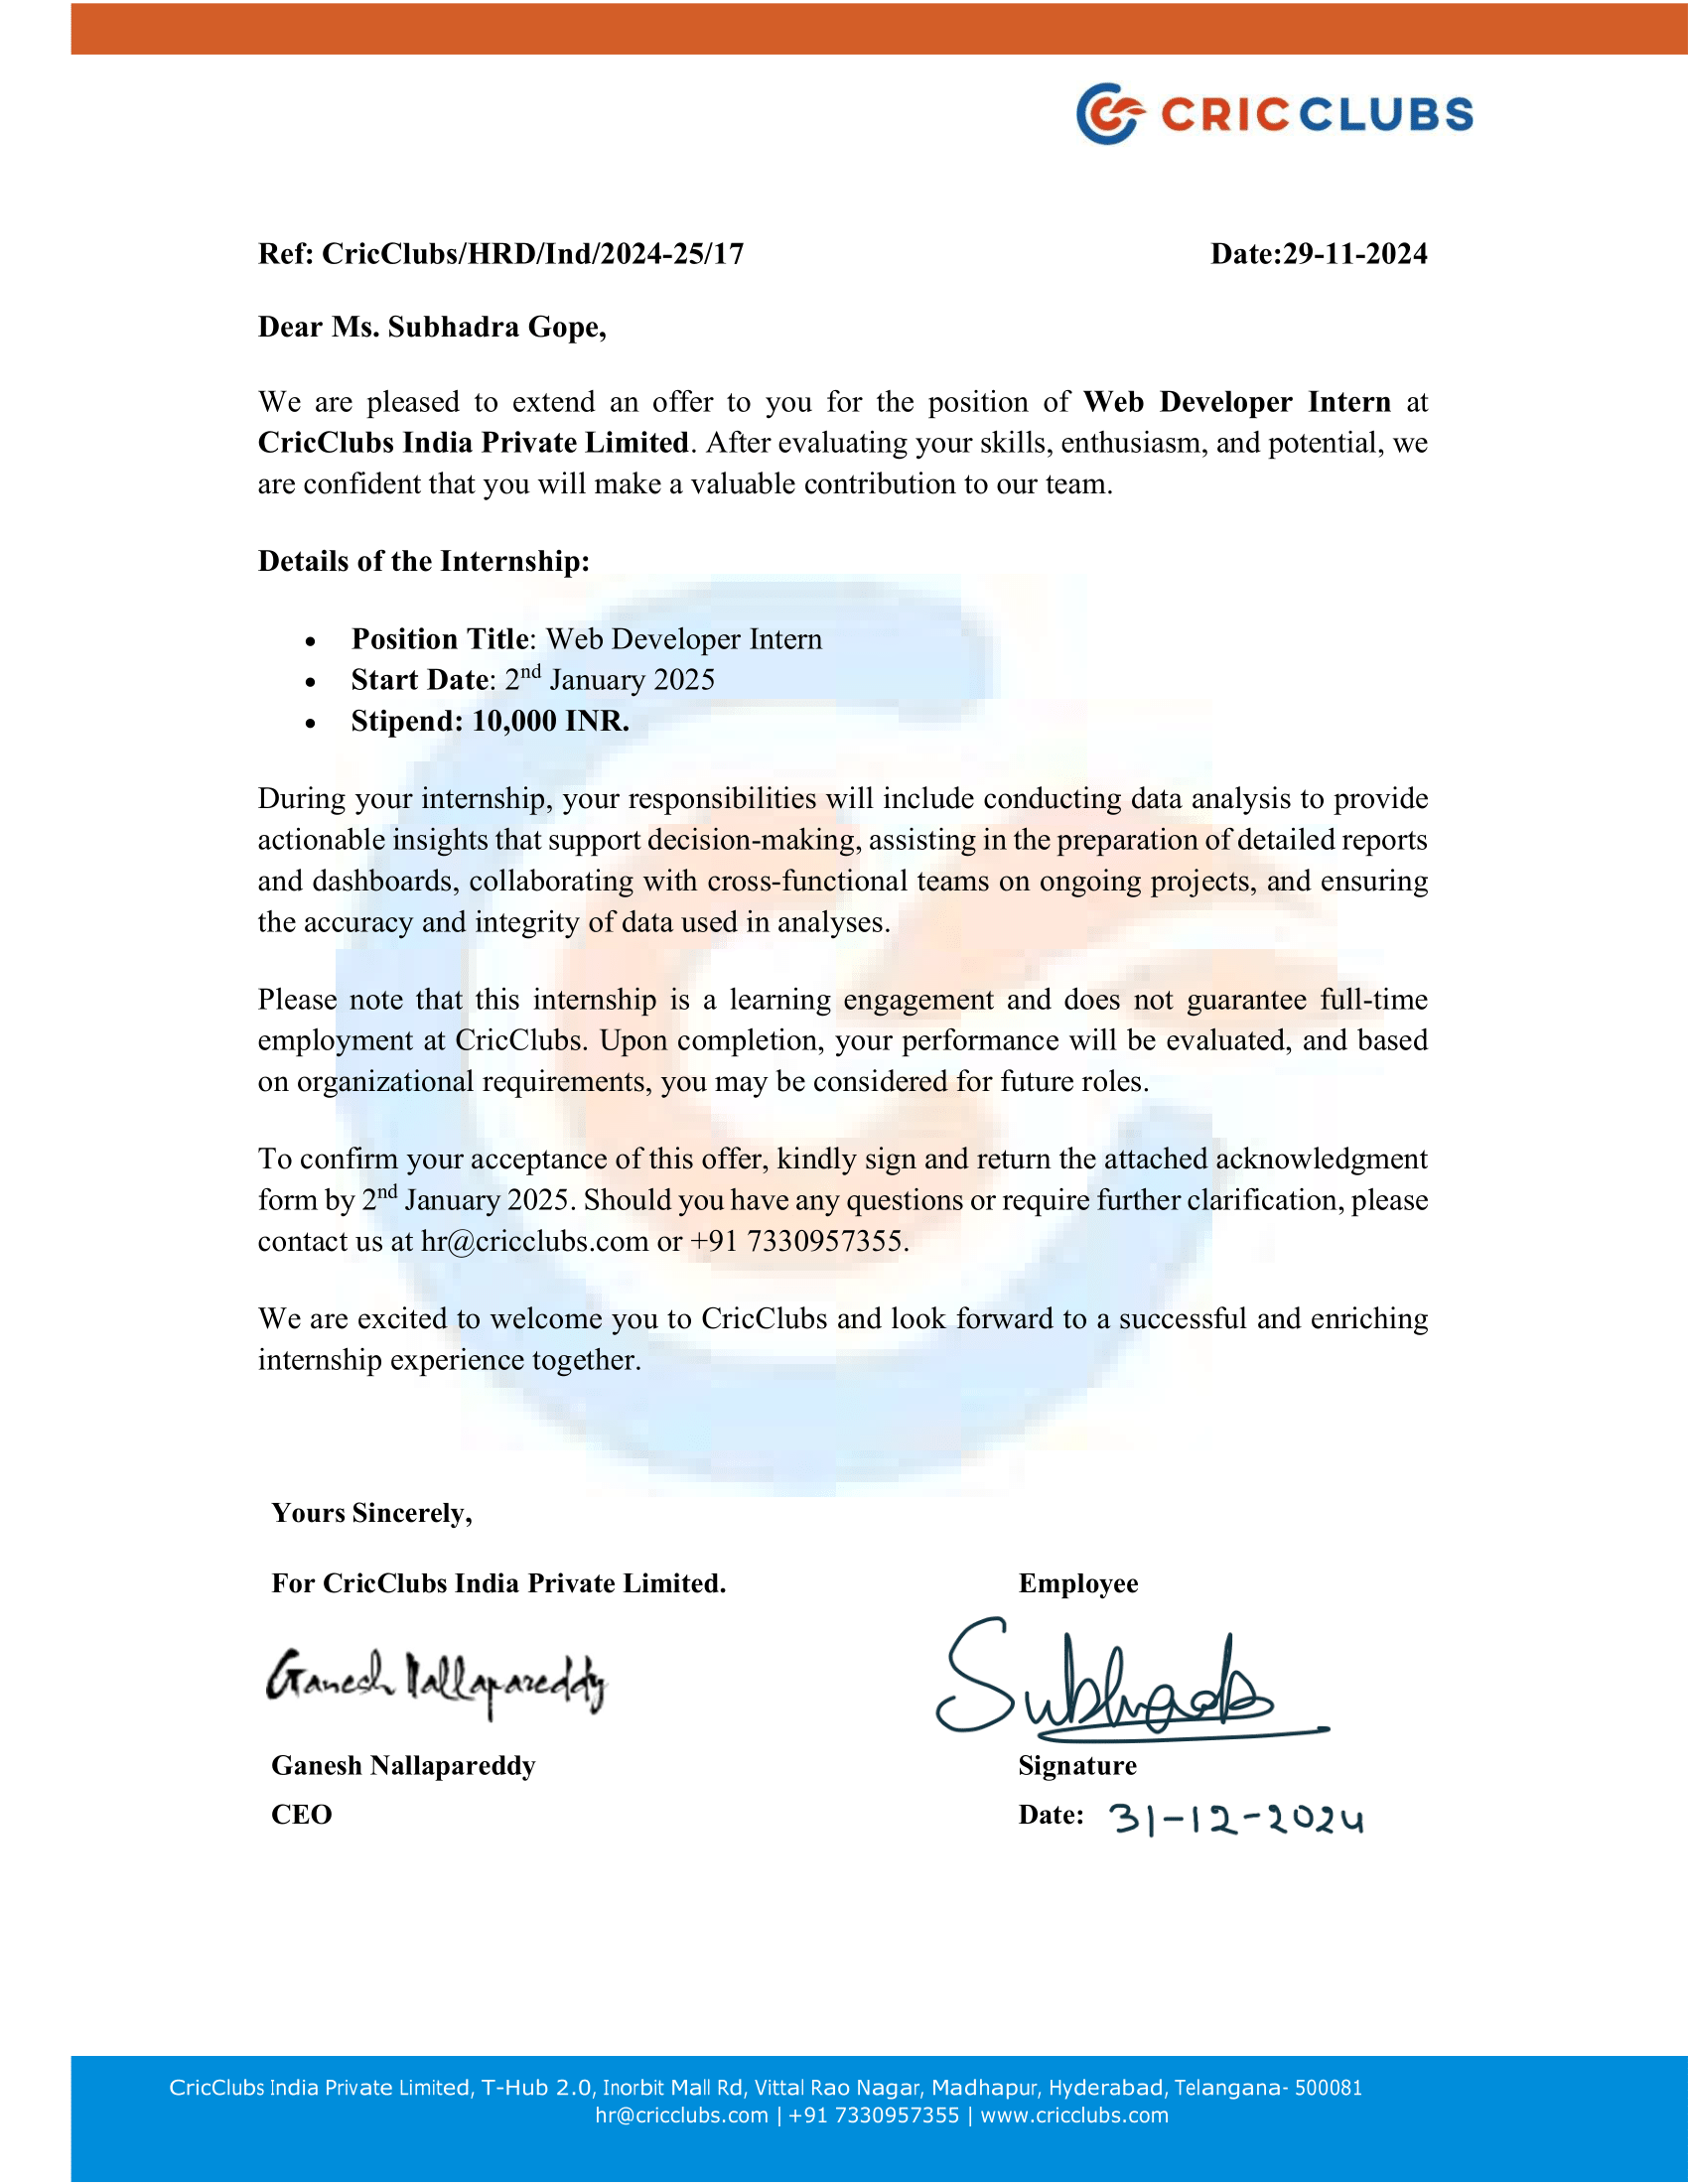 CRICCLUBS
Ref: CricClubs/HRD/Ind/2024-25/17 Date:29-11-2024
Dear Ms. Subhadra Gope,
We are pleased to extend an offer to you for the position of Web Developer Intern at
CricClubs India Private Limited. After evaluating your skills, enthusiasm, and potential, we
are confident that you will make a valuable contribution to our team.
Details of the Internship:
• Position Title: Web Developer Intern
• Start Date: 2nd January 2025
• Stipend: 10,000 INR.
During your internship, your responsibilities will include conducting data analysis to provide
actionable insights that support decision-making, assisting in the preparation of detailed reports
and dashboards, collaborating with cross-functional teams on ongoing projects, and ensuring
the accuracy and integrity of data used in analyses.
Please note that this internship is a learning engagement and does not guarantee full-time
employment at CricClubs. Upon completion, your performance will be evaluated, and based
on organizational requirements, you may be considered for future roles.
To confirm your acceptance of this offer, kindly sign and return the attached acknowledgment
form by 2nd January 2025. Should you have any questions or require further clarification, please
contact us at hr@cricclubs.com or +91 7330957355.
We are excited to welcome you to CricClubs and look forward to a successful and enriching
internship experience together.
Yours Sincerely,
For CricClubs India Private Limited. Employee
Ganesh Nallapareddy Subhadra
Ganesh Nallapareddy Signature
CEO Date: 31-12-2024
CricClubs India Private Limited, T-Hub 2.0, Inorbit Mall Rd, Vittal Rao Nagar, Madhapur, Hyderabad, Telangana- 500081
hr@cricclubs.com | +91 7330957355 | www.cricclubs.com